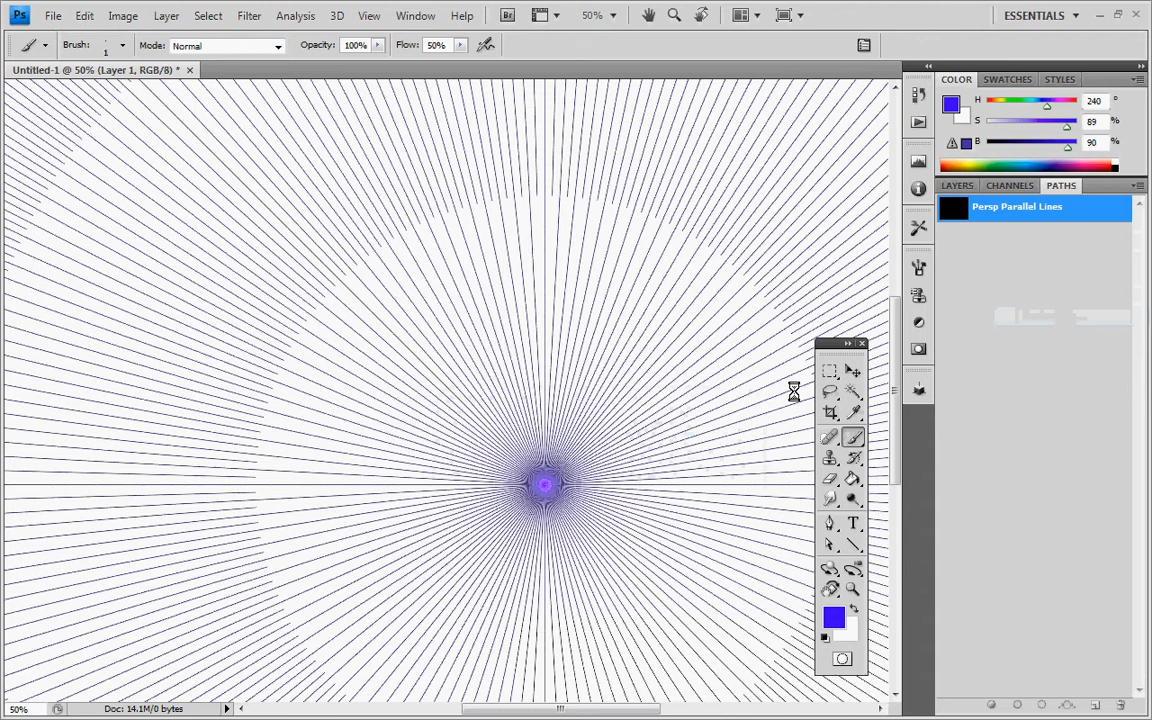 Ps File Edit Image Layer Select Filter Analysis 3D View Window Help Br 50% ESSENTIALS
Brush: 1 Mode: Normal Opacity: 100% Flow: 50%
Untitled-1 @ 50% (Layer 1, RGB/8) *
COLOR SWATCHES STYLES
H 240 °
S 89 %
B 90 %
LAYERS CHANNELS PATHS
Persp Parallel Lines
T
50% Doc: 14.1M/0 bytes